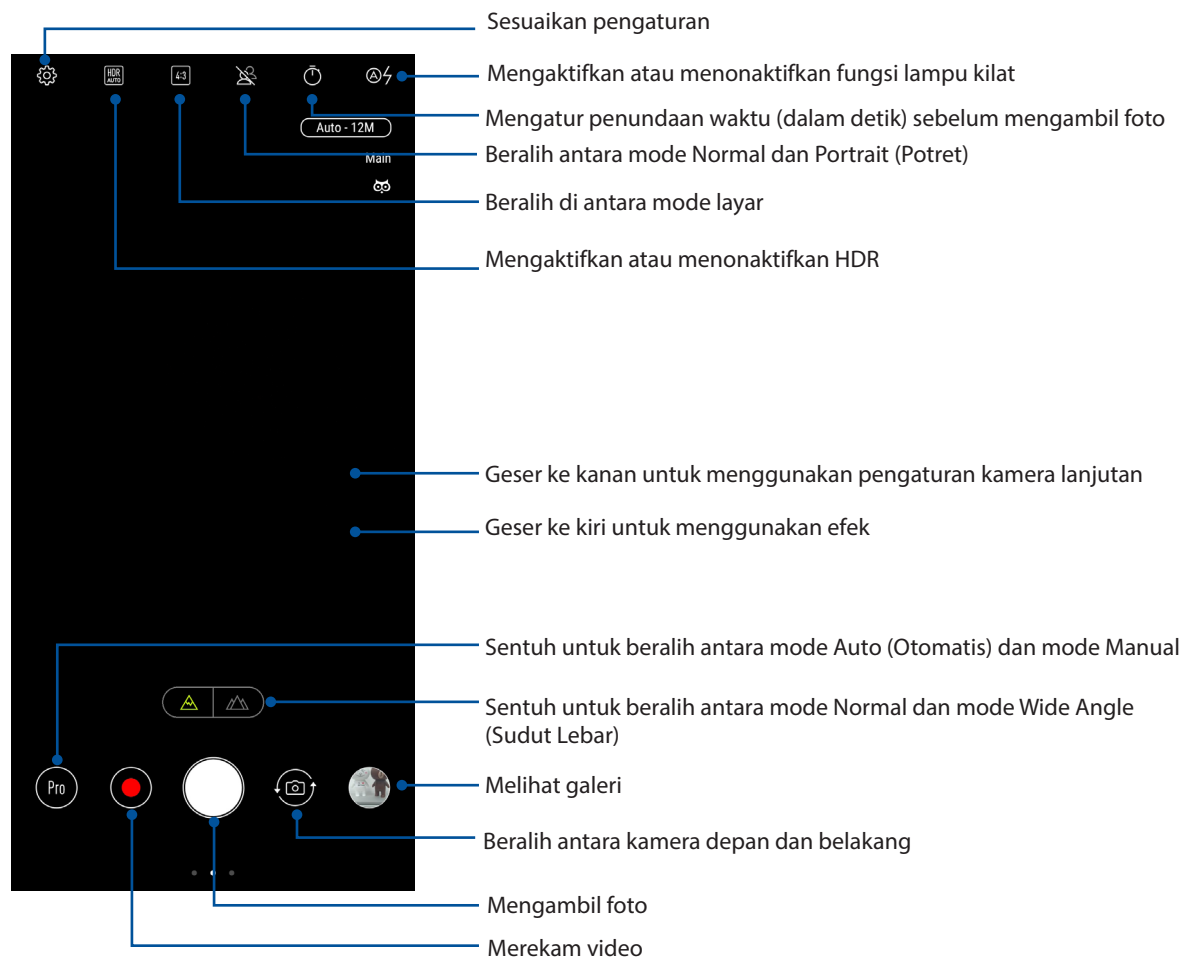 Sesuaikan pengaturan
HDR
AUTO
4:3
A
Mengaktifkan atau menonaktifkan fungsi lampu kilat
Mengatur penundaan waktu (dalam detik) sebelum mengambil foto
Auto - 12M
Beralih antara mode Normal dan Portrait (Potret)
Main
Beralih di antara mode layar
Mengaktifkan atau menonaktifkan HDR
Geser ke kanan untuk menggunakan pengaturan kamera lanjutan
Geser ke kiri untuk menggunakan efek
Sentuh untuk beralih antara mode Auto (Otomatis) dan mode Manual
Sentuh untuk beralih antara mode Normal dan mode Wide Angle
(Sudut Lebar)
Pro
Melihat galeri
Beralih antara kamera depan dan belakang
Mengambil foto
Merekam video